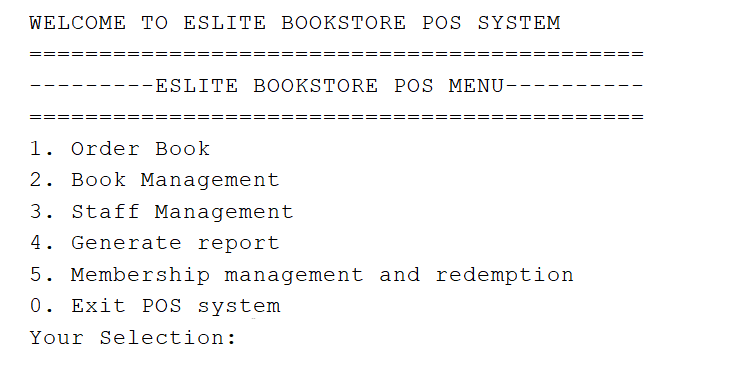 WELCOME TO ESLITE BOOKSTORE POS SYSTEM
============================================
---------ESLITE BOOKSTORE POS MENU----------
============================================
1. Order Book
2. Book Management
3. Staff Management
4. Generate report
5. Membership management and redemption
0. Exit POS system
Your Selection: